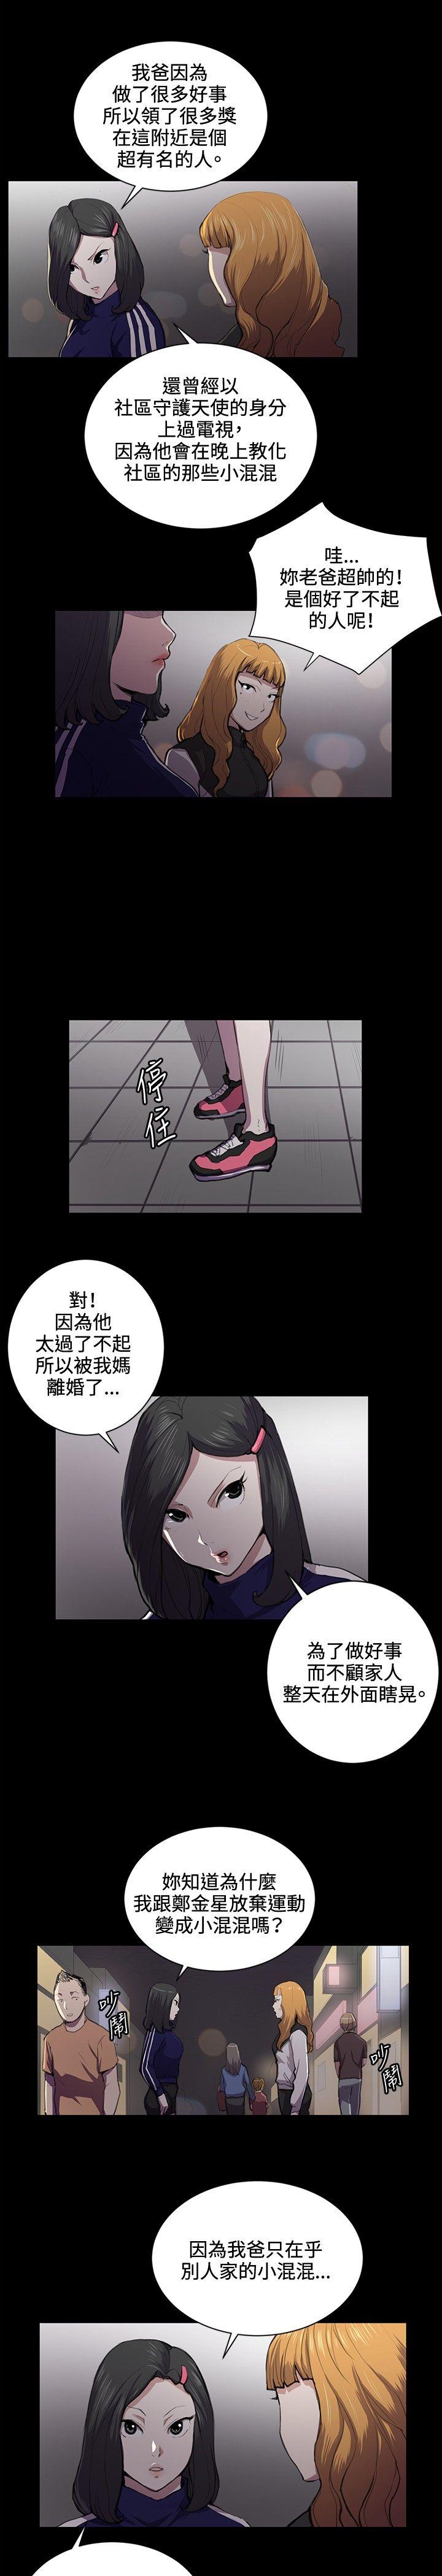 我爸因為
做了很多好事
所以領了很多獎
在這附近是個
超有名的人。
還曾經以
社區守護天使的身分
上過電視,
因為他會在晚上教化
社區的那些小混混
哇...
妳老爸超帥的!
是個好了不起
的人呢!
停住
對!
因為他
太過了不起
所以被我媽
離婚了...
為了做好事
而不顧家人
整天在外面瞎晃。
妳知道為什麼
我跟鄭金星放棄運動
變成小混混嗎?
吵鬧
吵鬧
因為我爸只在乎
別人家的小混混...